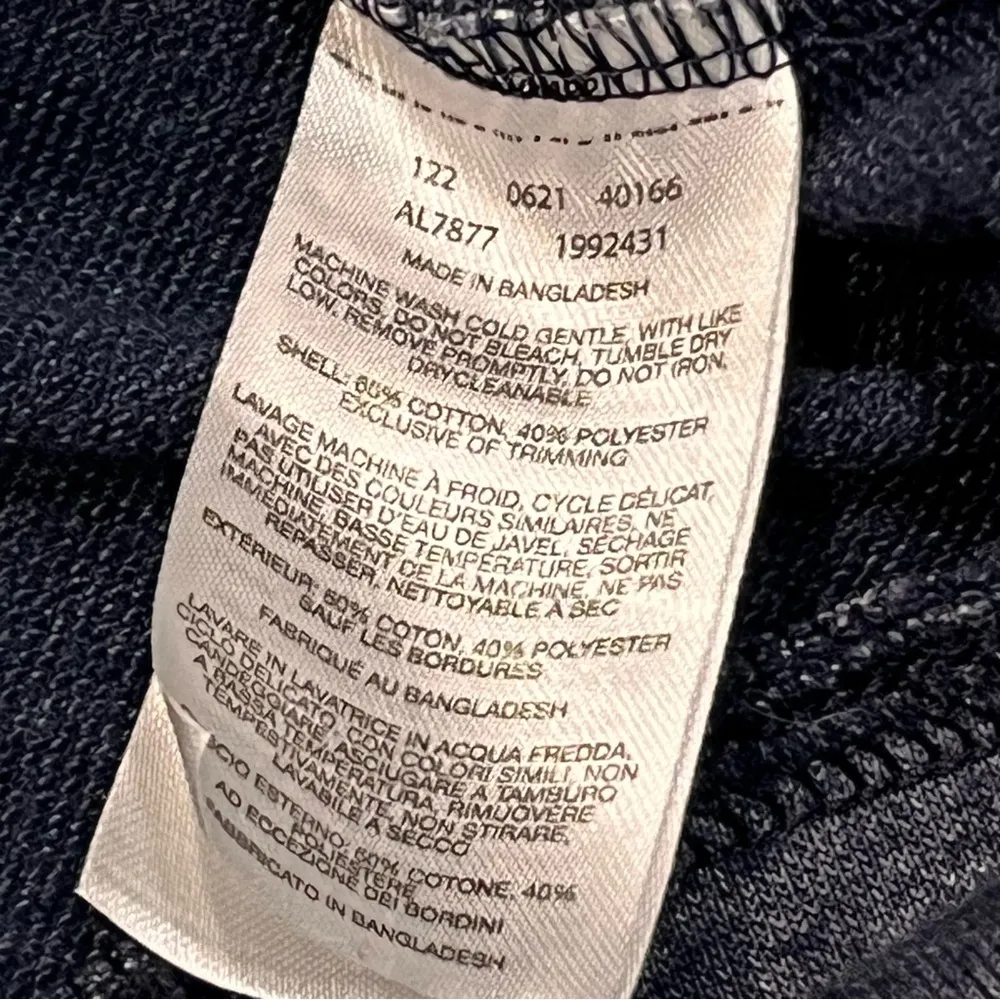 122 0621 40166
AL7877 1992431
MADE IN BANGLADESH
MACHINE WASH COLD, GENTLE, WITH LIKE
COLORS, DO NOT BLEACH, TUMBLE DRY
LOW, REMOVE PROMPTLY, DO NOT IRON,
DRYCLEANABLE
SHELL: 60% COTTON, 40% POLYESTER
EXCLUSIVE OF TRIMMING
LAVAGE MACHINE À FROID, CYCLE DÉLICAT,
AVEC DES COULEURS SIMILAIRES, NE
PAS UTILISER D'EAU DE JAVEL, SÉCHAGE
MACHINE, BASSE TEMPÉRATURE, SORTIR
IMMÉDIATEMENT DE LA MACHINE, NE PAS
REPASSER, NETTOYABLE A SEC
EXTÉRIEUR: 60% COTON, 40% POLYESTER
SAUF LES BORDURES
FABRIQUÉ AU BANGLADESH
LAVARE IN LAVATRICE IN ACQUA FREDDA,
CICLO DELICATO, CON COLORI SIMILI, NON
CANDEGGIARE, ASCIUGARE A TAMBURO
A BASSA TEMPERATURA, RIMUOVERE
TEMPESTIVAMENTE, NON STIRARE,
LAVABILE A SECCO
ESTERNO: 60% COTONE, 40%
POLIESTERE
AD ECCEZIONE DEI BORDINI
FABBRICATO IN BANGLADESH